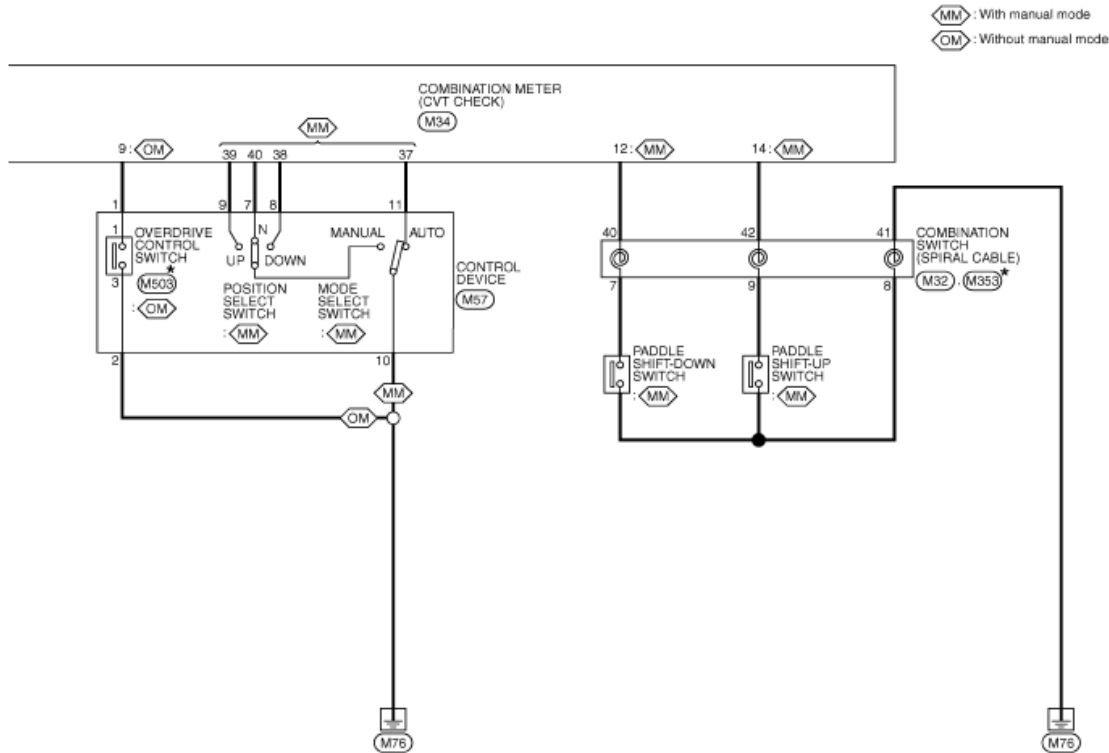 MM : With manual mode
OM : Without manual mode
COMBINATION METER
(CVT CHECK)
M34
MM
9 : OM
39 40 38 37
12 : MM
14 : MM
1 9 7 8 11
1
OVERDRIVE
CONTROL
SWITCH
*
M503
3
: OM
N
UP DOWN
MANUAL AUTO
POSITION
SELECT
SWITCH
: MM
MODE
SELECT
SWITCH
: MM
CONTROL
DEVICE
M57
2 10
MM
OM
40 42 41
COMBINATION
SWITCH
(SPIRAL CABLE)
M32 , M353 *
7 9 8
PADDLE
SHIFT-DOWN
SWITCH
: MM
PADDLE
SHIFT-UP
SWITCH
: MM
M76
M76